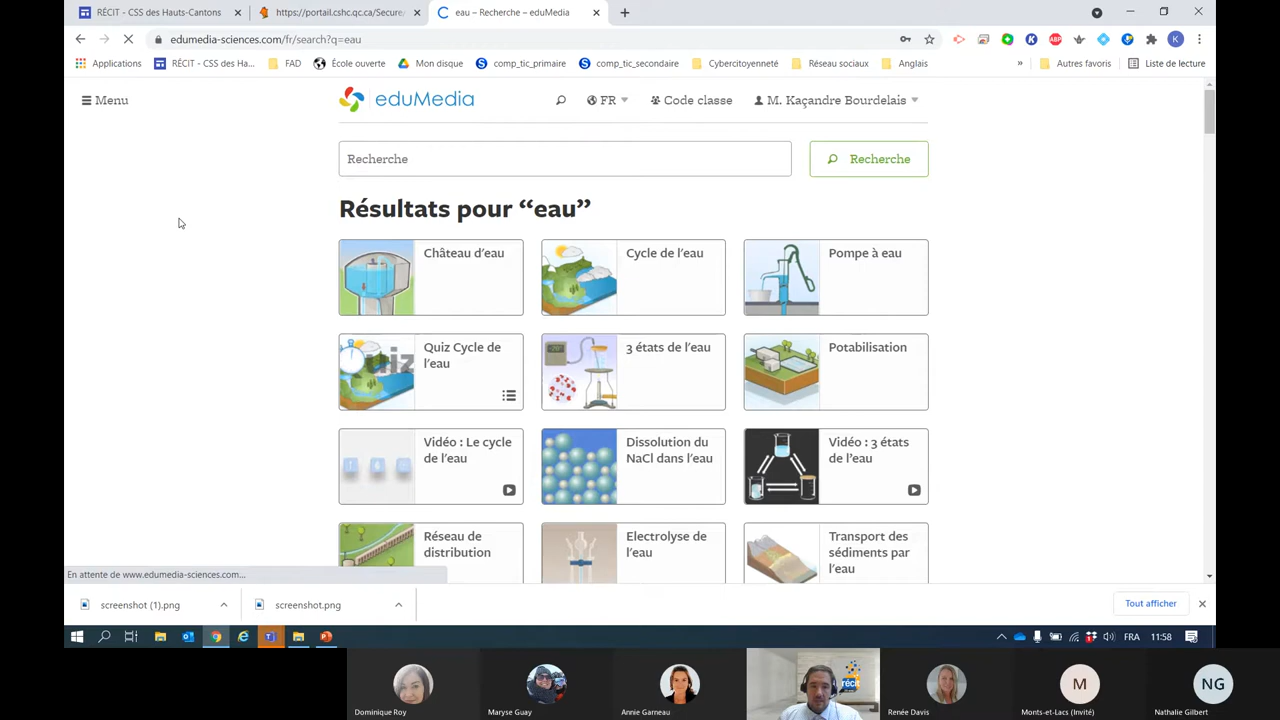 RÉCIT - CSS des Hauts-Cantons
https://portail.cshc.qc.ca/Secure/
eau – Recherche – eduMedia
edumedia-sciences.com/fr/search?q=eau
Applications
RÉCIT - CSS des Ha...
FAD
École ouverte
Mon disque
comp_tic_primaire
comp_tic_secondaire
Cybercitoyenneté
Réseau sociaux
Anglais
»
Autres favoris
Liste de lecture
Menu
eduMedia
FR
Code classe
M. Kaçandre Bourdelais
Recherche
Recherche
Résultats pour “eau”
Château d’eau
Cycle de l’eau
Pompe à eau
Quiz Cycle de
l’eau
3 états de l’eau
Potabilisation
Vidéo : Le cycle
de l’eau
Dissolution du
NaCl dans l’eau
Vidéo : 3 états
de l’eau
Réseau de
distribution
Electrolyse de
l’eau
Transport des
sédiments par
l’eau
En attente de www.edumedia-sciences.com...
screenshot (1).png
screenshot.png
Tout afficher
FRA
11:58
récit
Dominique Roy
Maryse Guay
Annie Garneau
Renée Davis
M
Monts-et-Lacs (Invité)
NG
Nathalie Gilbert